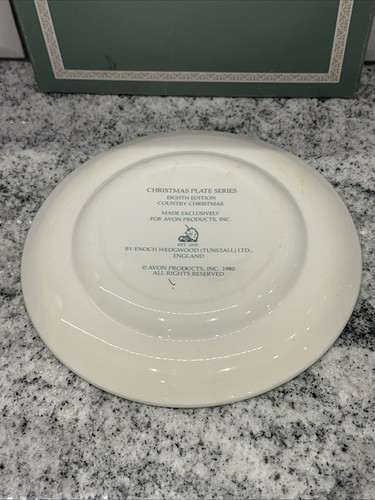 CHRISTMAS PLATE SERIES
EIGHTH EDITION
COUNTRY CHRISTMAS
MADE EXCLUSIVELY
FOR AVON PRODUCTS, INC
EST. 1835
BY ENOCH WEDGWOOD (TUNSTALL) LTD.,
ENGLAND
©AVON PRODUCTS, INC. 1980
ALL RIGHTS RESERVED